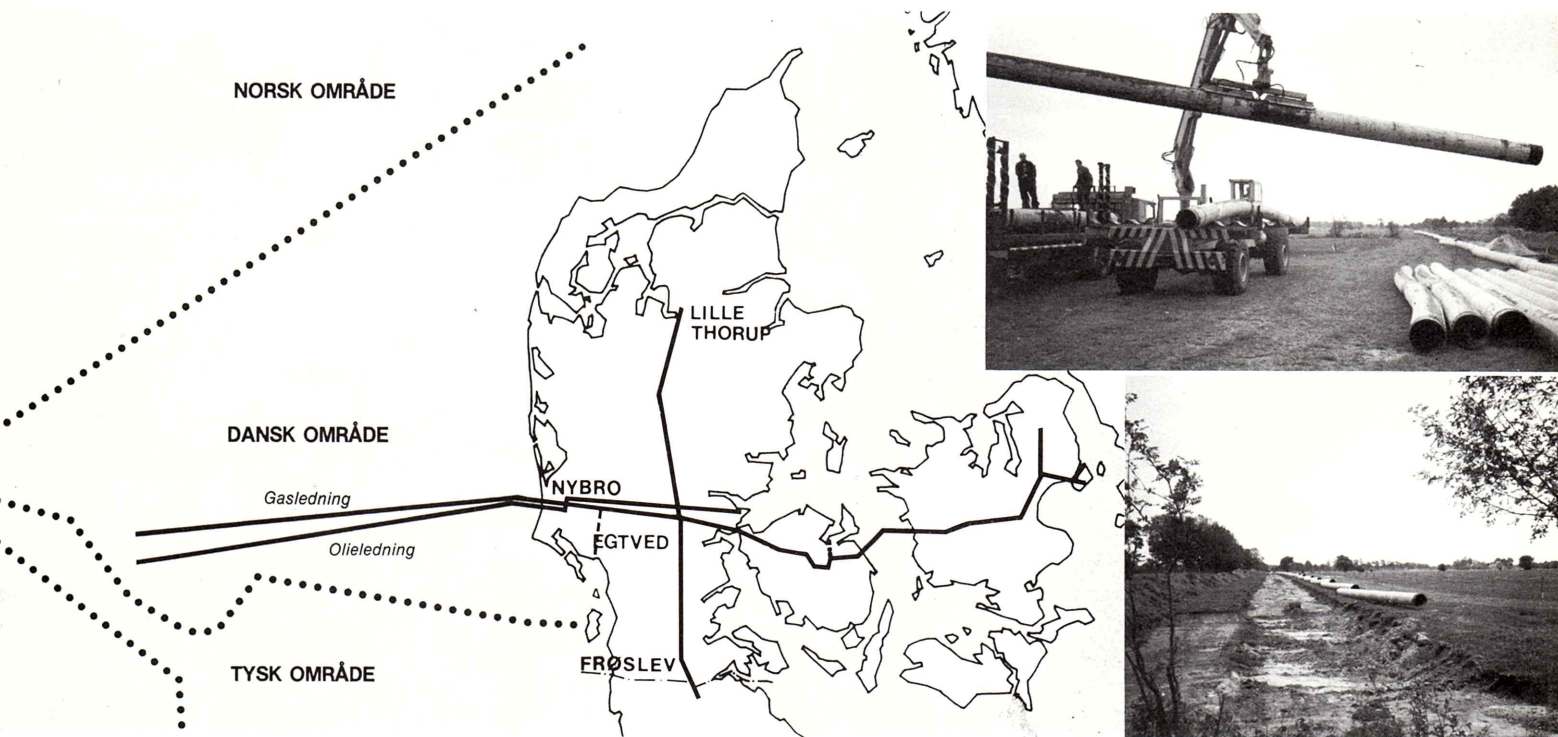 NORSK OMRÅDE
LILLE
THORUP
DANSK OMRÅDE
NYBRO
Gasledning
EGTVED
Olieledning
FRØSLEV
TYSK OMRÅDE